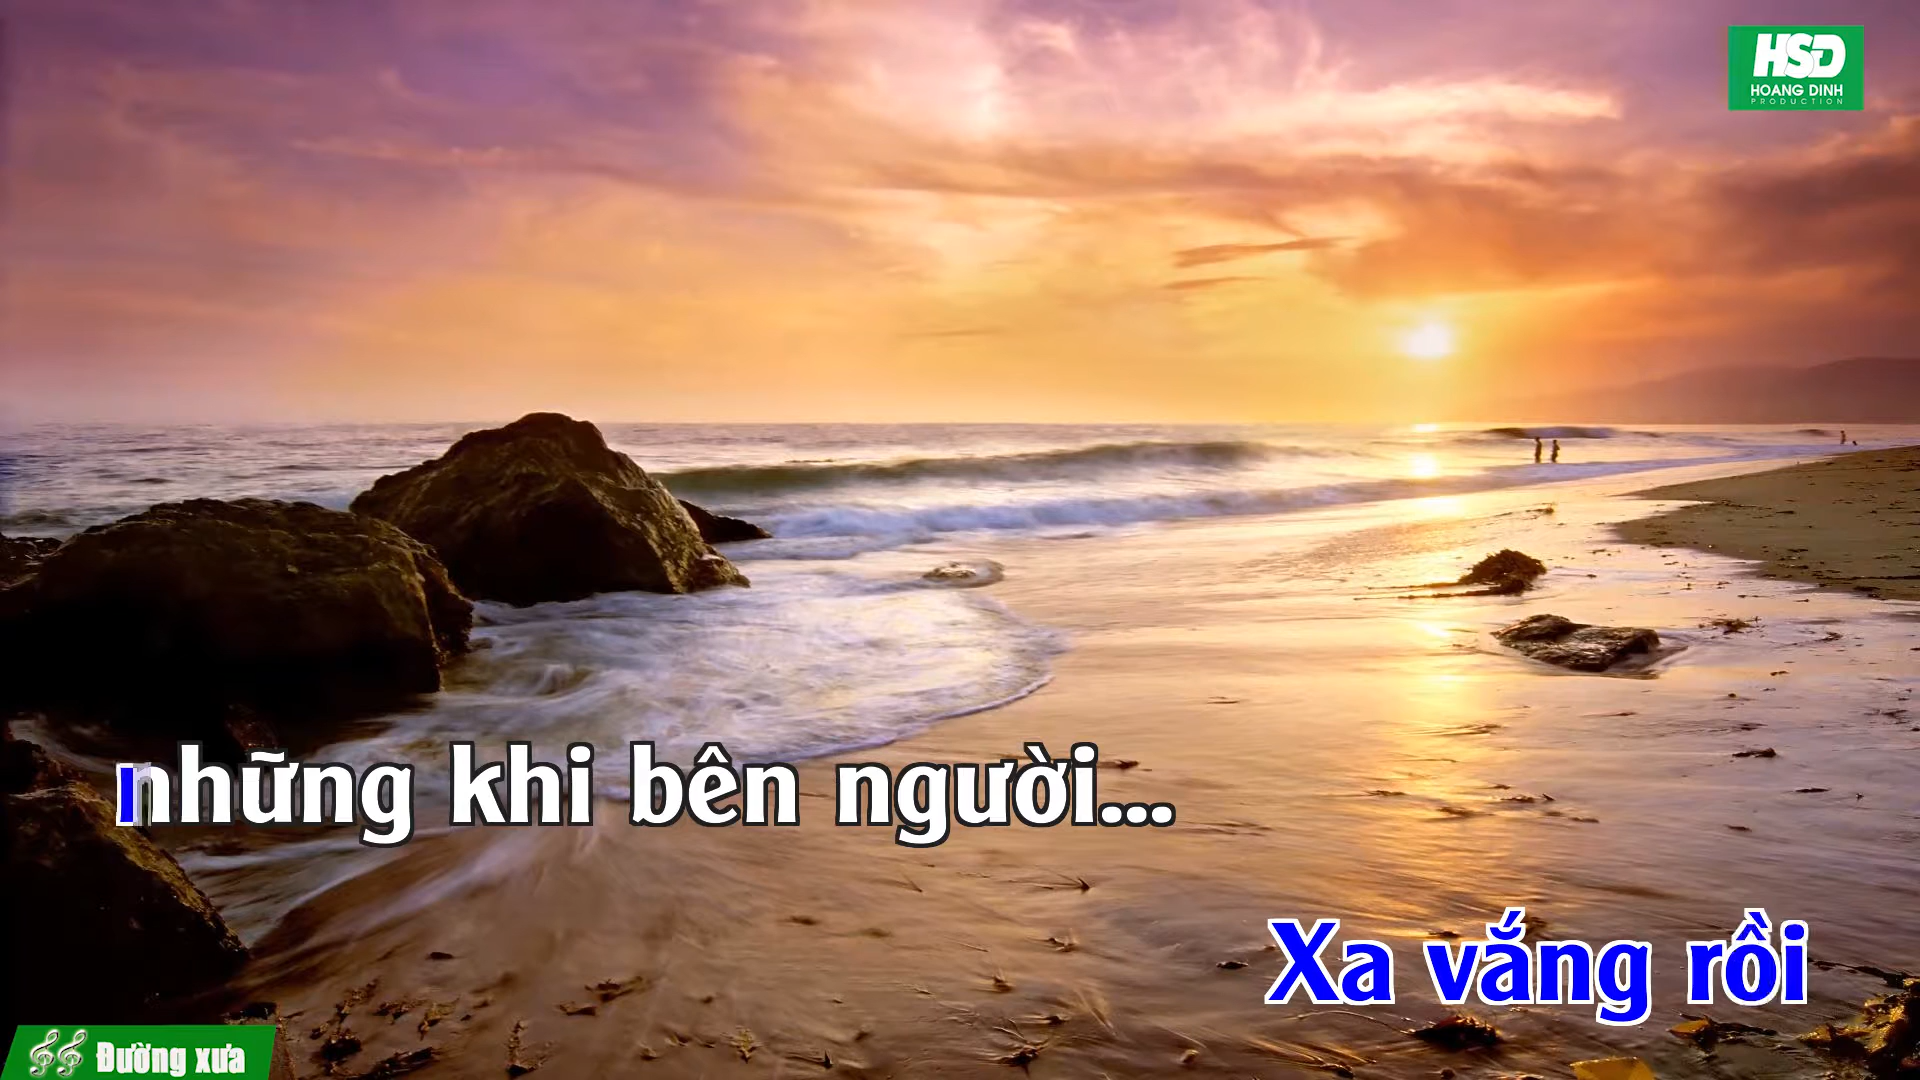 HSD
HOANG DINH
PRODUCTION
những khi bên người...
Xa vắng rồi
Đường xưa